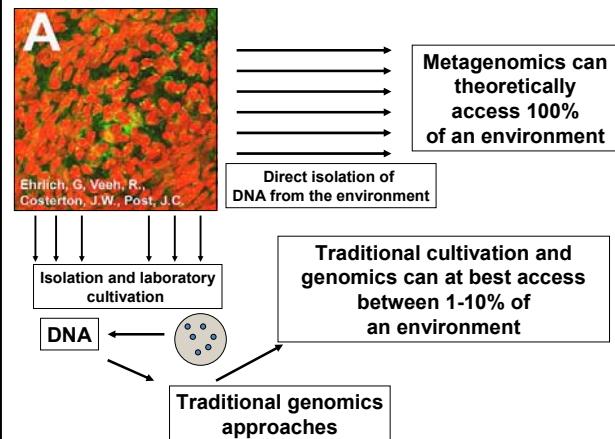 A
Ehrlich, G, Veeh, R.,
Costerton, J.W., Post, J.C.
Metagenomics can
theoretically
access 100%
of an environment
Direct isolation of
DNA from the environment
Isolation and laboratory
cultivation
DNA
Traditional cultivation and
genomics can at best access
between 1-10% of
an environment
Traditional genomics
approaches